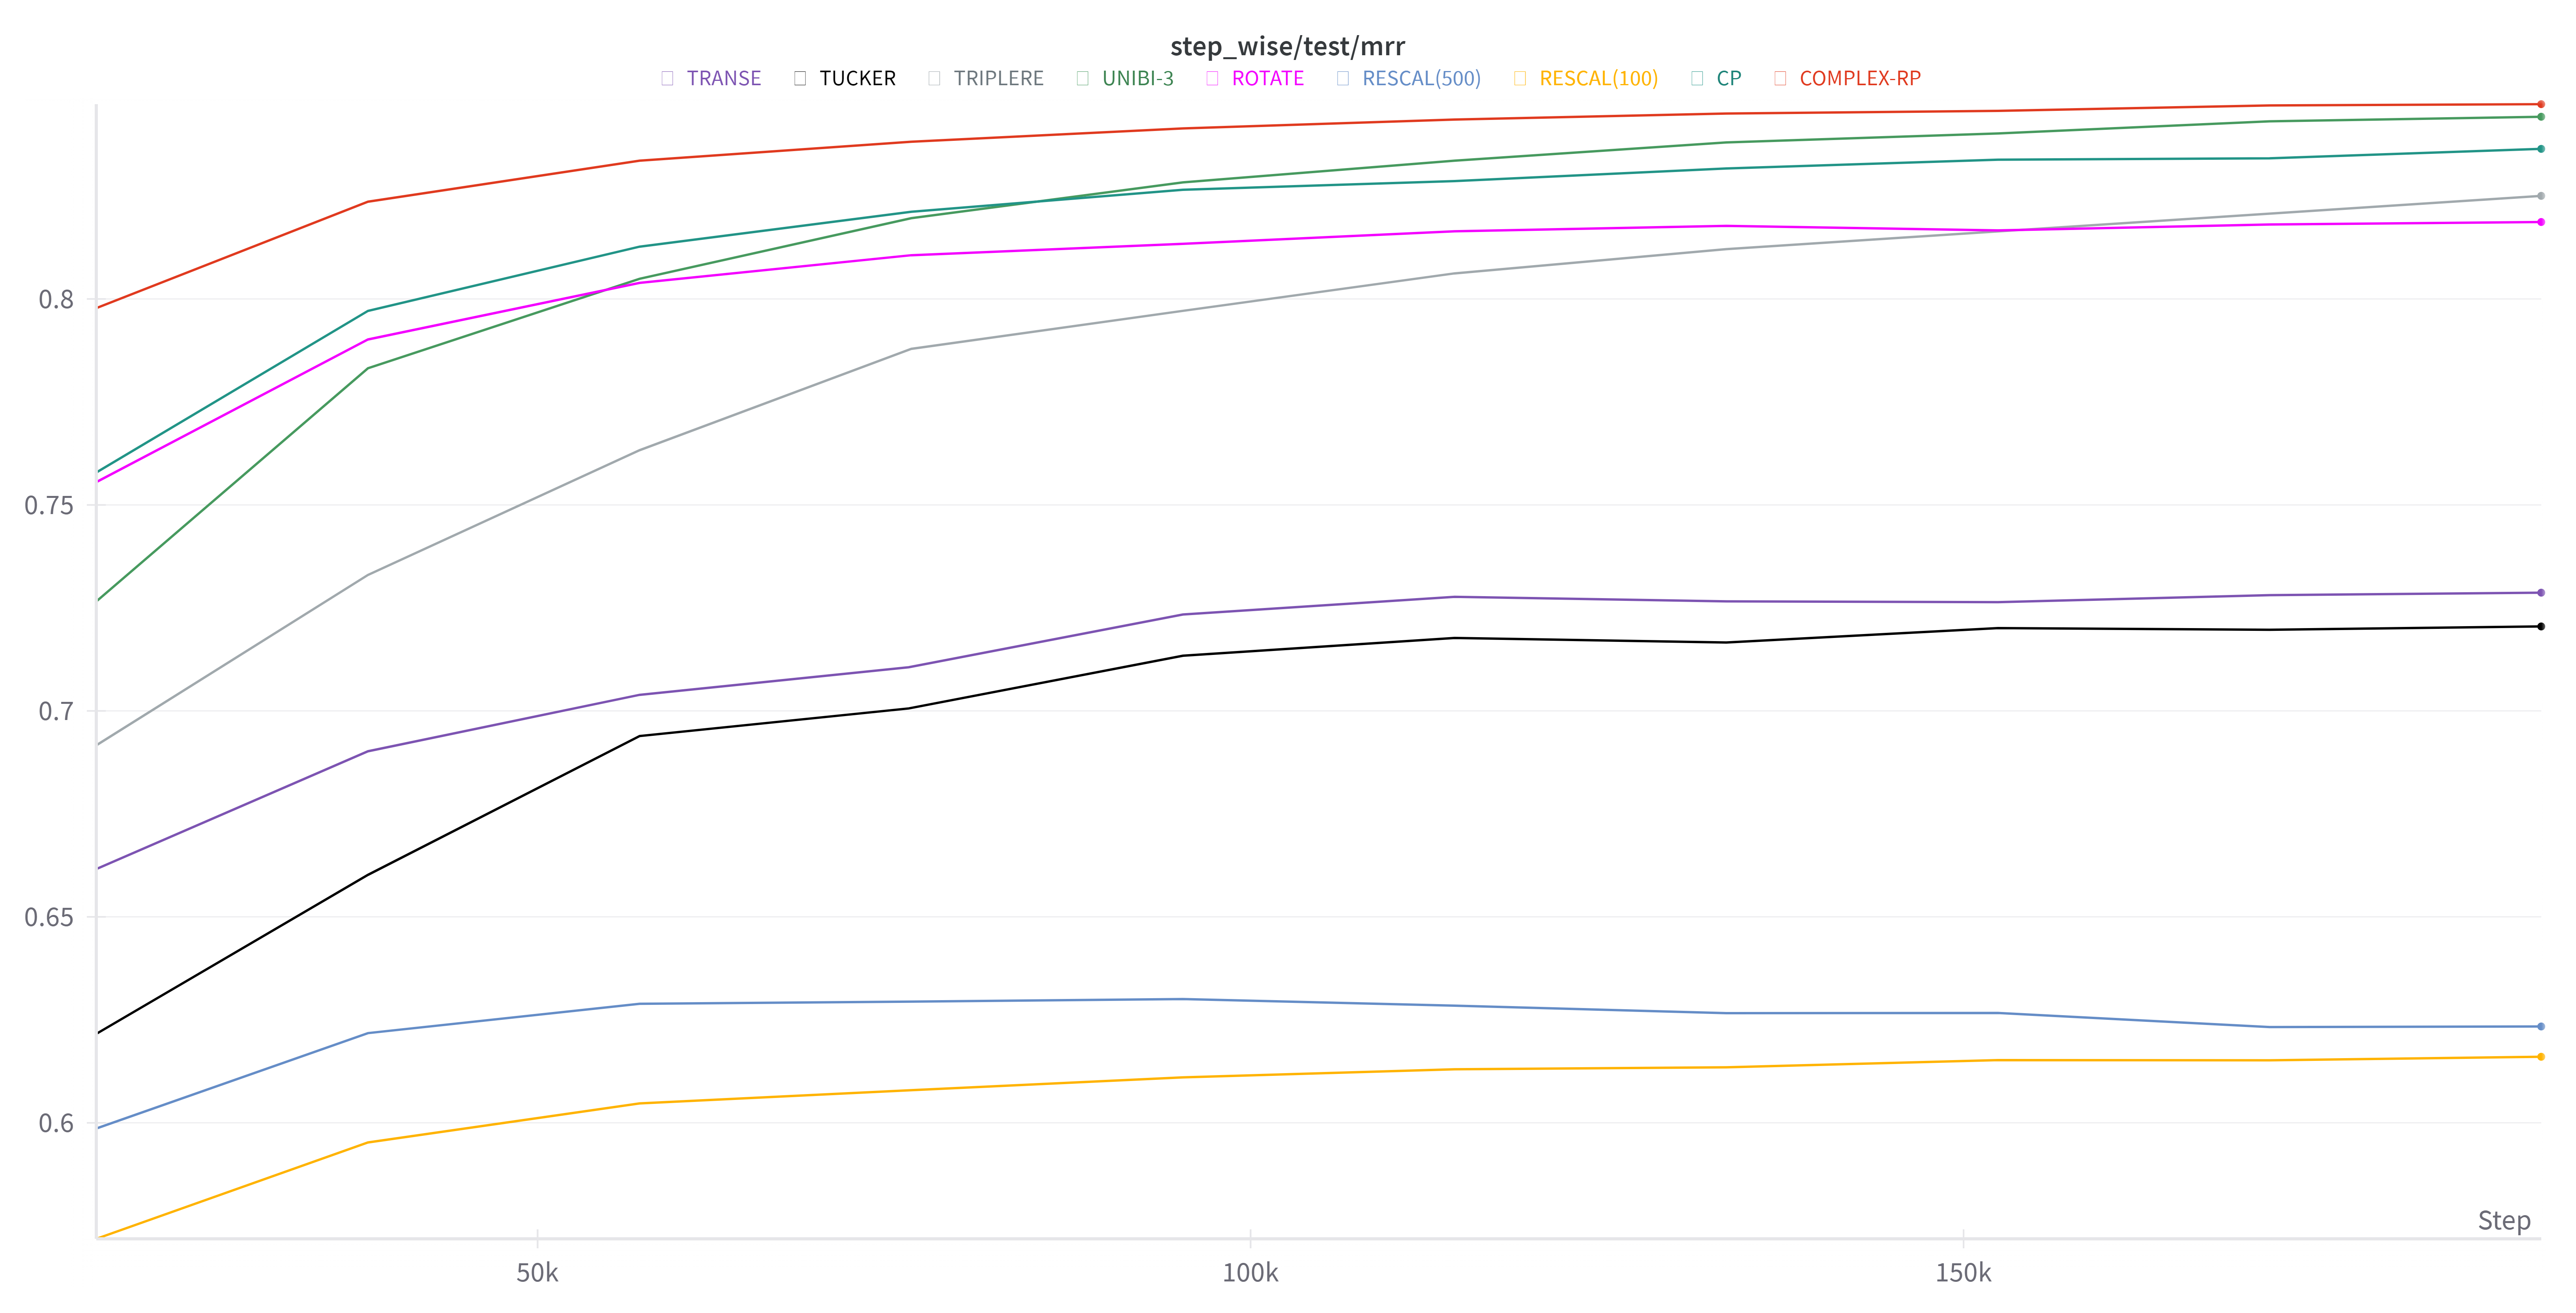 step_wise/test/mrr
TRANSE TUCKER TRIPLERE UNIBI-3 ROTATE RESCAL(500) RESCAL(100) CP COMPLEX-RP
0.8
0.75
0.7
0.65
0.6
Step
50k 100k 150k